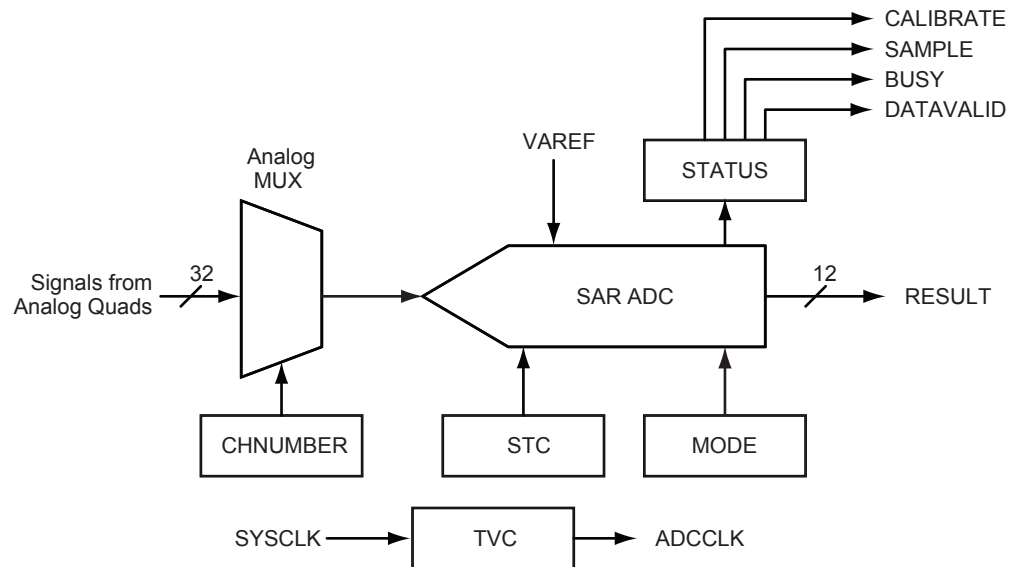 CALIBRATE
SAMPLE
BUSY
DATAVALID
VAREF
STATUS
Analog
MUX
Signals from
Analog Quads
32
SAR ADC
12
RESULT
CHNUMBER
STC
MODE
SYSCLK
TVC
ADCCLK